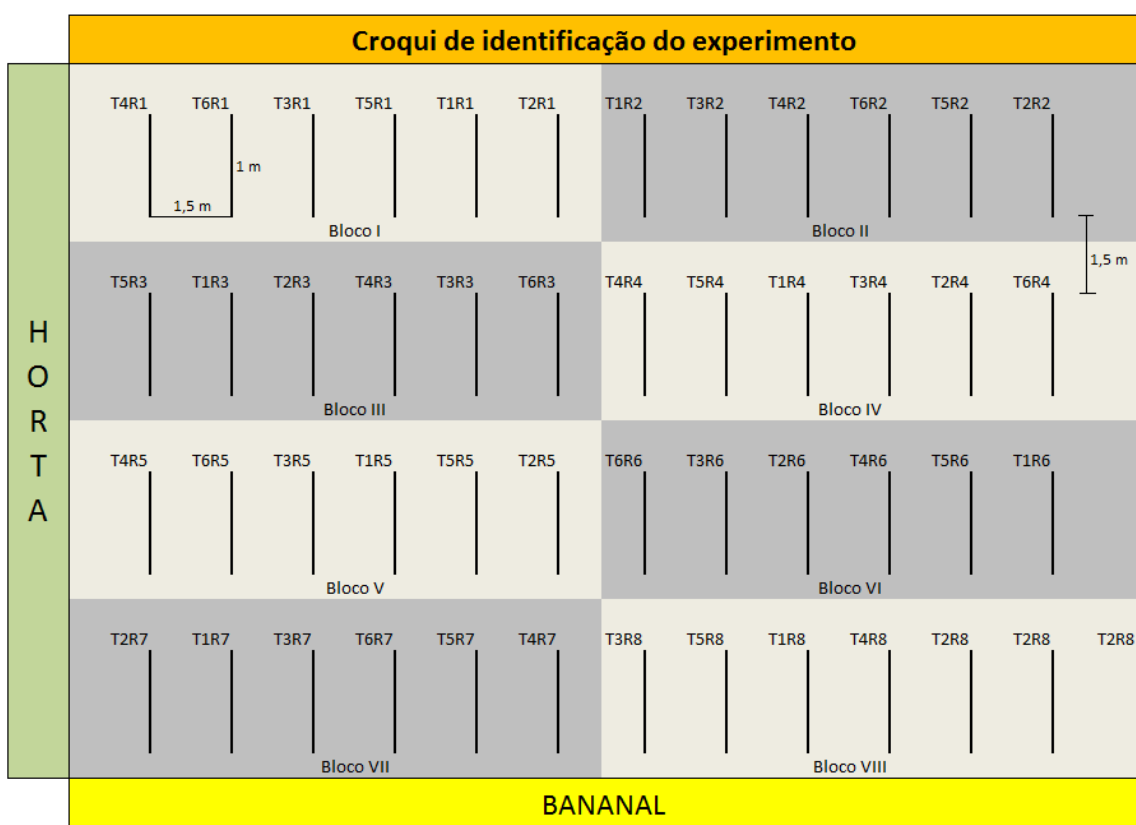 Croqui de identificação do experimento
T4R1 T6R1 T3R1 T5R1 T1R1 T2R1 T1R2 T3R2 T4R2 T6R2 T5R2 T2R2
1 m
1,5 m
Bloco I Bloco II
1,5 m
T5R3 T1R3 T2R3 T4R3 T3R3 T6R3 T4R4 T5R4 T1R4 T3R4 T2R4 T6R4
Bloco III Bloco IV
T4R5 T6R5 T3R5 T1R5 T5R5 T2R5 T6R6 T3R6 T2R6 T4R6 T5R6 T1R6
Bloco V Bloco VI
T2R7 T1R7 T3R7 T6R7 T5R7 T4R7 T3R8 T5R8 T1R8 T4R8 T2R8 T2R8 T2R8
Bloco VII Bloco VIII
HORTA
BANANAL